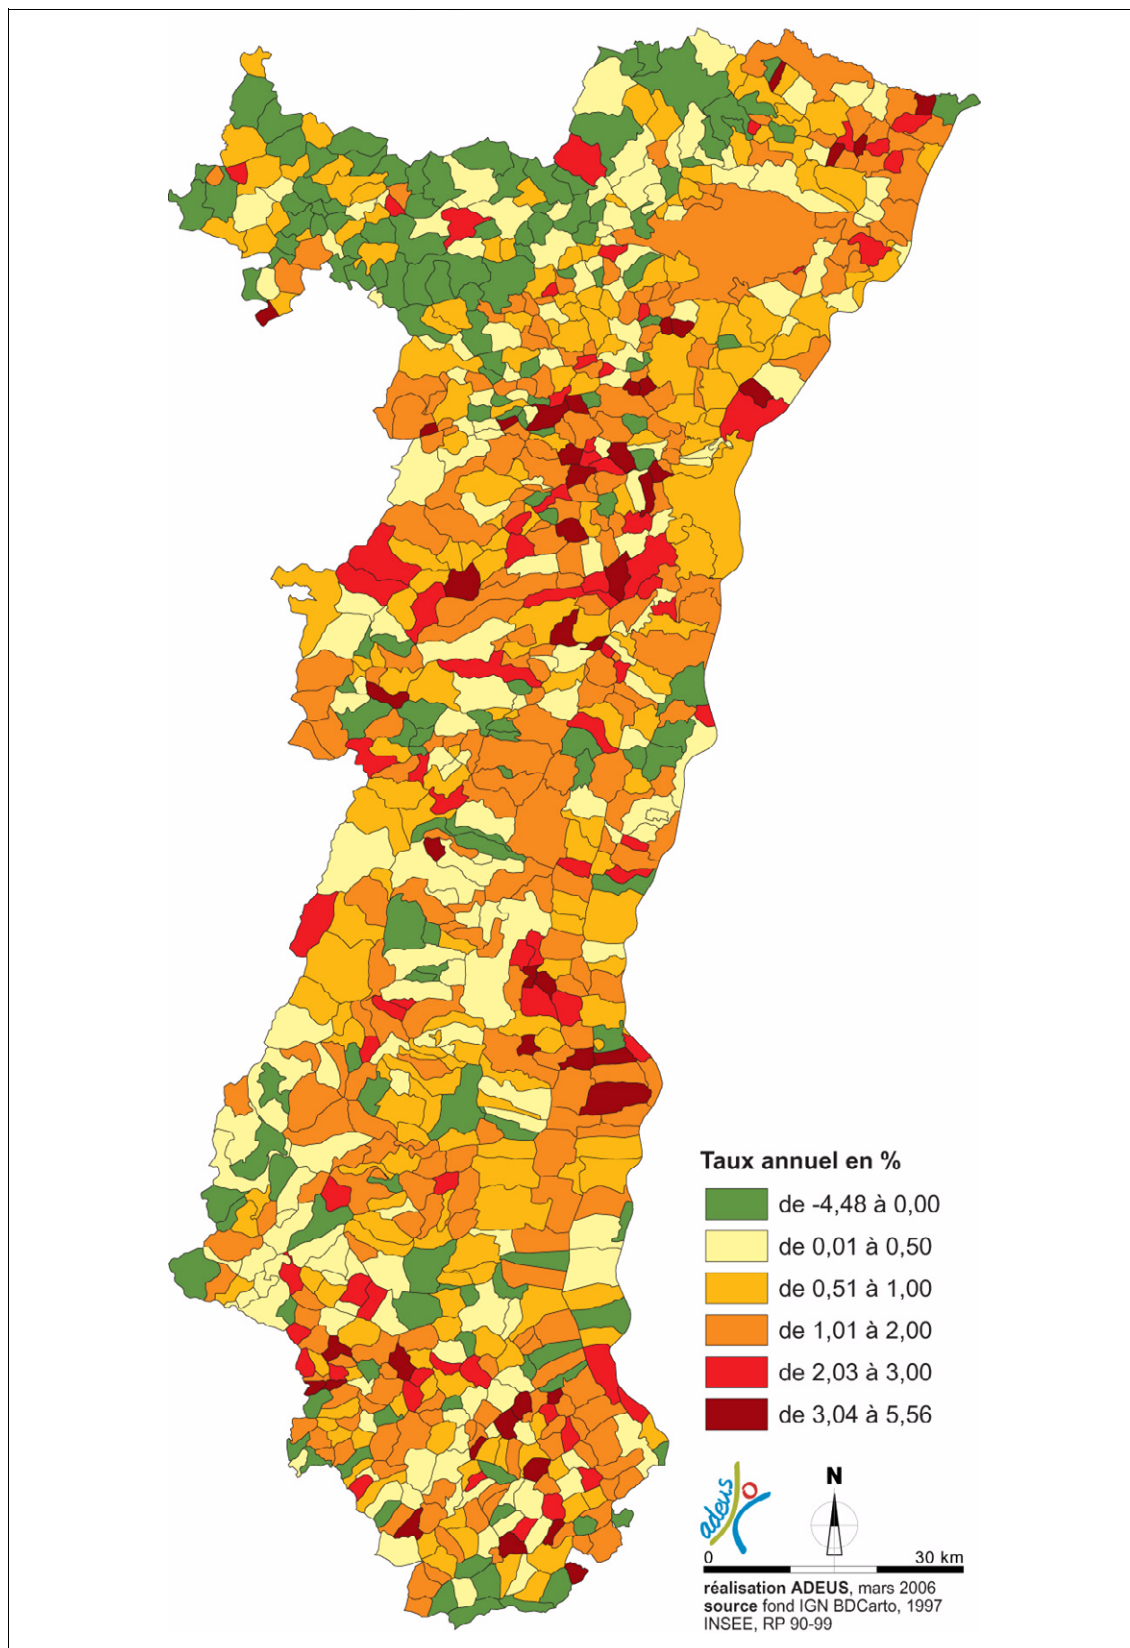 Taux annuel en %
de -4,48 à 0,00
de 0,01 à 0,50
de 0,51 à 1,00
de 1,01 à 2,00
de 2,03 à 3,00
de 3,04 à 5,56
adeus
N
0 30 km
réalisation ADEUS, mars 2006
source fond IGN BDCarto, 1997
INSEE, RP 90-99